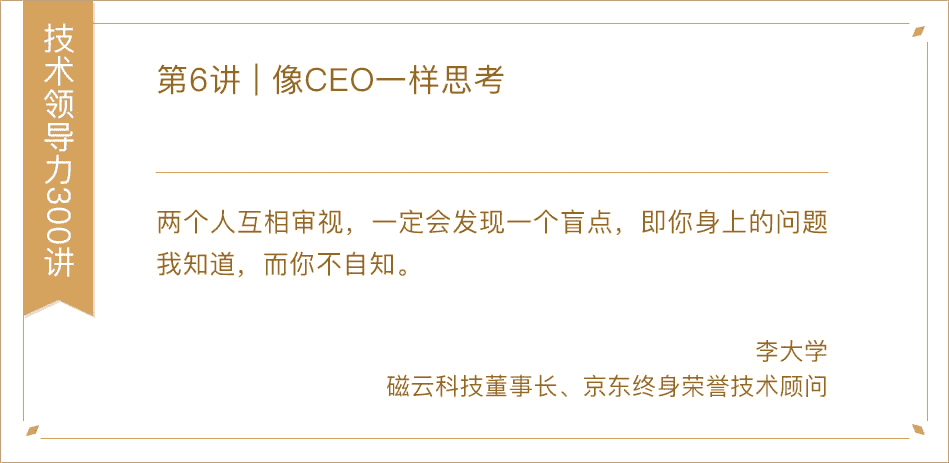 技术领导力300讲
第6讲 | 像CEO一样思考
两个人互相审视，一定会发现一个盲点，即你身上的问题
我知道，而你不自知。
李大学
磁云科技董事长、京东终身荣誉技术顾问